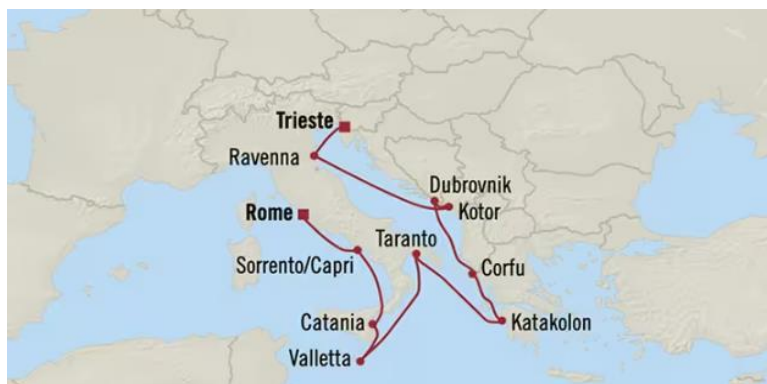 Trieste
Ravenna
Dubrovnik
Kotor
Rome
Taranto
Sorrento/Capri
Corfu
Catania
Katakolon
Valletta